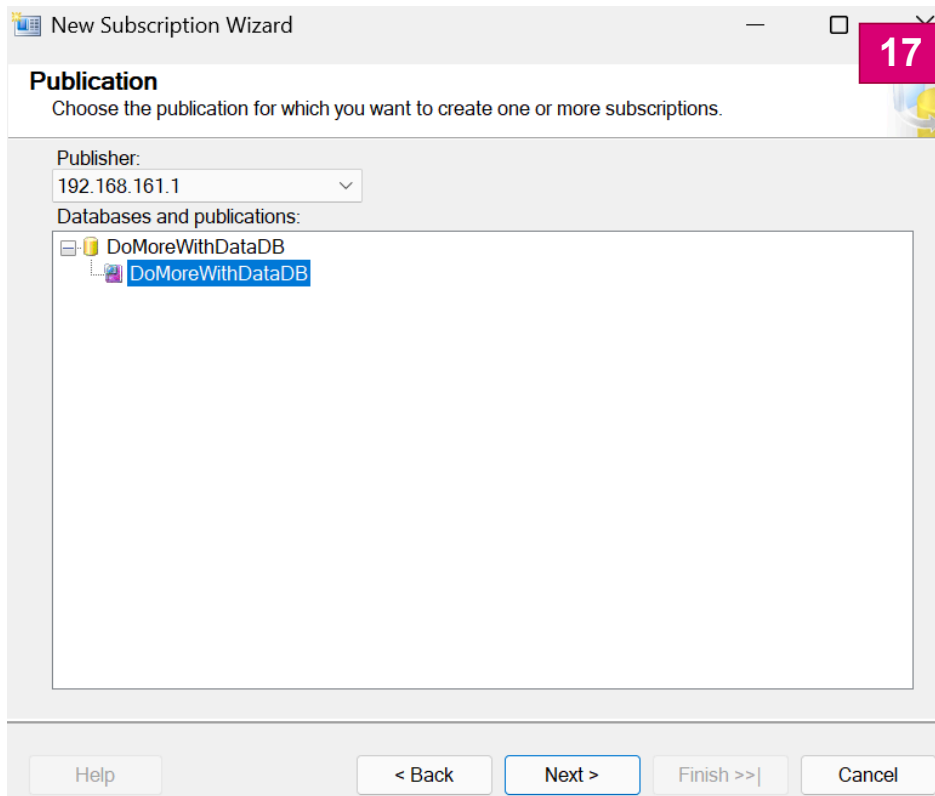 New Subscription Wizard
17
Publication
Choose the publication for which you want to create one or more subscriptions.
Publisher:
192.168.161.1
Databases and publications:
DoMoreWithDataDB
DoMoreWithDataDB
Help
< Back
Next >
Finish >>|
Cancel